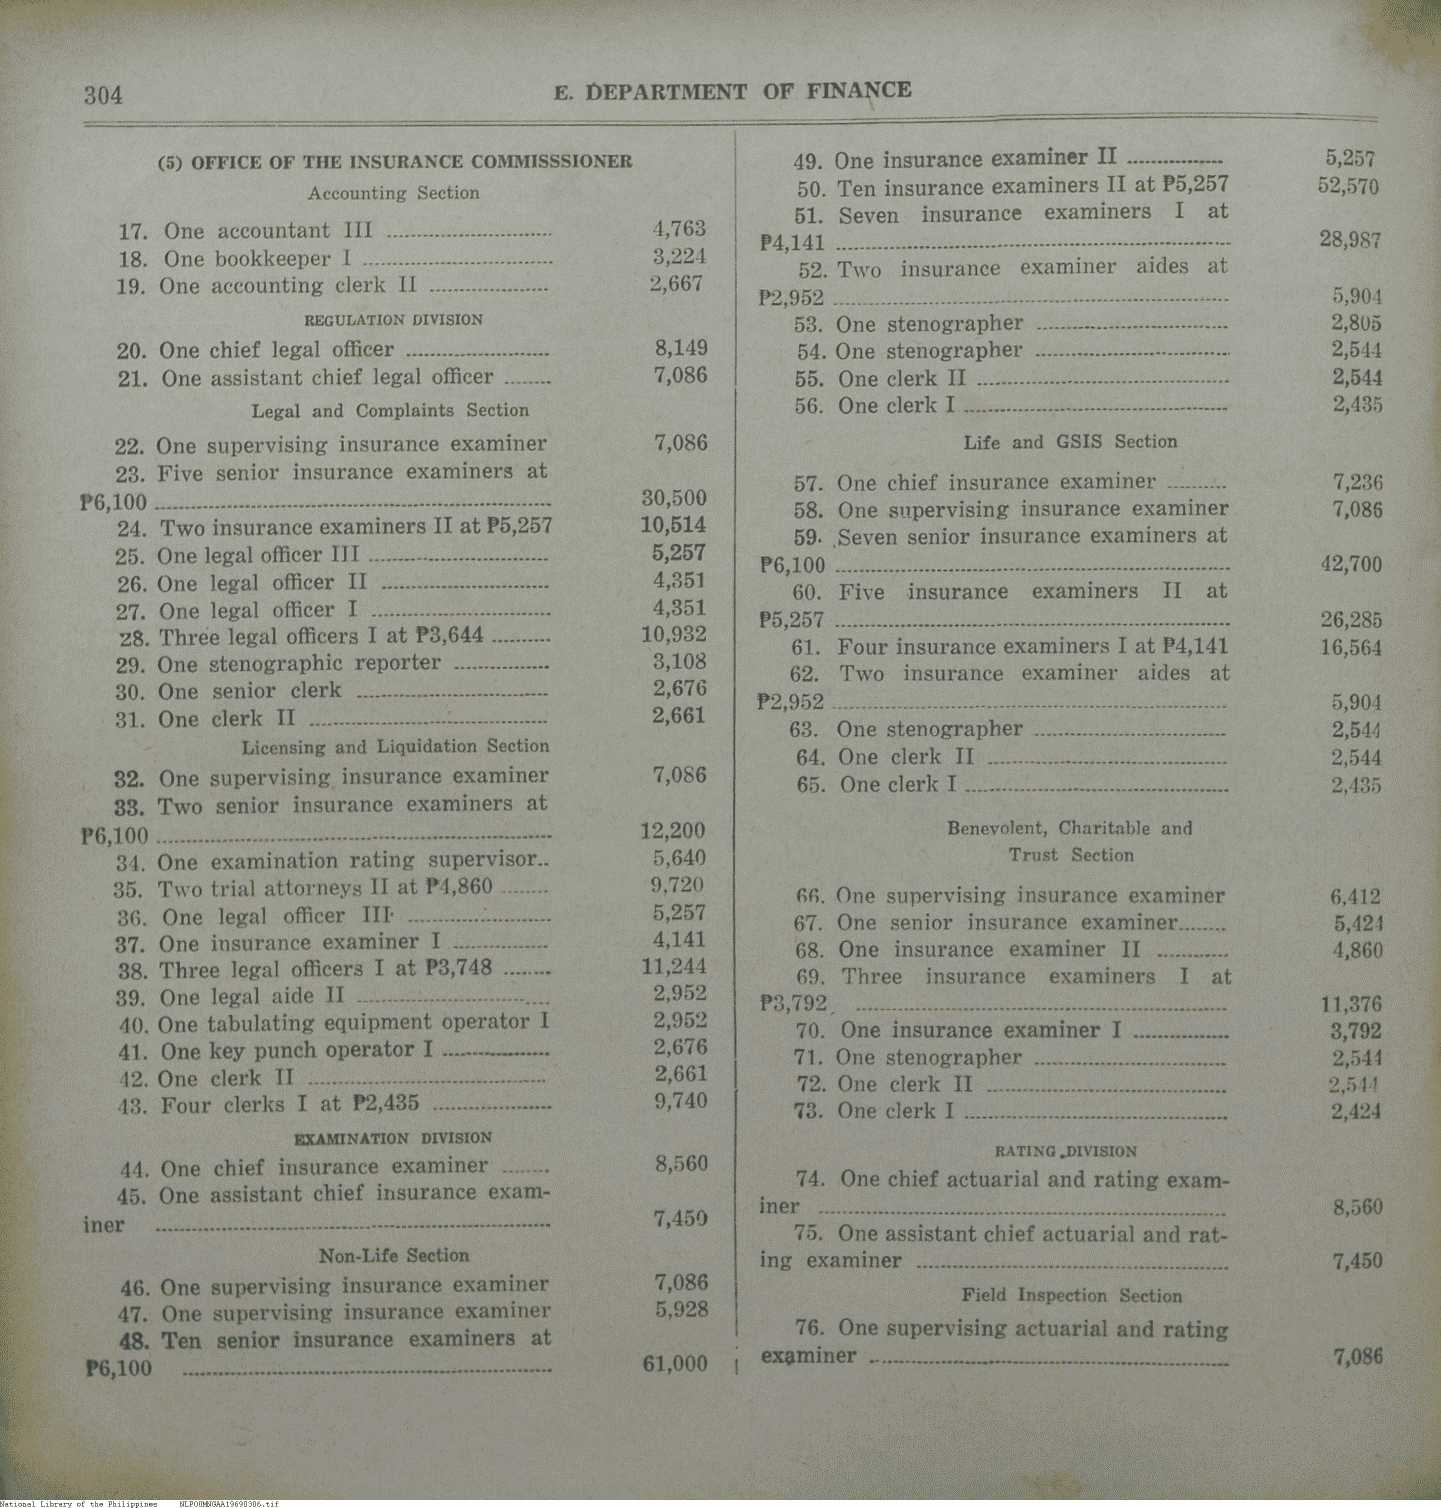 304
E. DEPARTMENT OF FINANCE
(5) OFFICE OF THE INSURANCE COMMISSSIONER
Accounting Section
17. One accountant III ............ 4,763
18. One bookkeeper I ............ 3,224
19. One accounting clerk II ............ 2,667
REGULATION DIVISION
20. One chief legal officer ............ 8,149
21. One assistant chief legal officer ........ 7,086
Legal and Complaints Section
22. One supervising insurance examiner 7,086
23. Five senior insurance examiners at
₱6,100 ............ 30,500
24. Two insurance examiners II at ₱5,257 10,514
25. One legal officer III ............ 5,257
26. One legal officer II ............ 4,351
27. One legal officer I ............ 4,351
28. Three legal officers I at ₱3,644 .......... 10,932
29. One stenographic reporter ............ 3,108
30. One senior clerk ............ 2,676
31. One clerk II ............ 2,661
Licensing and Liquidation Section
32. One supervising insurance examiner 7,086
33. Two senior insurance examiners at
₱6,100 ............ 12,200
34. One examination rating supervisor.. 5,640
35. Two trial attorneys II at ₱4,860 ........ 9,720
36. One legal officer III ............ 5,257
37. One insurance examiner I ............ 4,141
38. Three legal officers I at ₱3,748 ........ 11,244
39. One legal aide II ............ 2,952
40. One tabulating equipment operator I 2,952
41. One key punch operator I ............ 2,676
42. One clerk II ............ 2,661
43. Four clerks I at ₱2,435 ............ 9,740
EXAMINATION DIVISION
44. One chief insurance examiner ........ 8,560
45. One assistant chief insurance exam-
iner ............ 7,450
Non-Life Section
46. One supervising insurance examiner 7,086
47. One supervising insurance examiner 5,928
48. Ten senior insurance examiners at
₱6,100 ............ 61,000
49. One insurance examiner II ............ 5,257
50. Ten insurance examiners II at ₱5,257 52,570
51. Seven insurance examiners I at
₱4,141 ............ 28,987
52. Two insurance examiner aides at
₱2,952 ............ 5,904
53. One stenographer ............ 2,805
54. One stenographer ............ 2,544
55. One clerk II ............ 2,544
56. One clerk I ............ 2,435
Life and GSIS Section
57. One chief insurance examiner .......... 7,236
58. One supervising insurance examiner 7,086
59. Seven senior insurance examiners at
₱6,100 ............ 42,700
60. Five insurance examiners II at
₱5,257 ............ 26,285
61. Four insurance examiners I at ₱4,141 16,564
62. Two insurance examiner aides at
₱2,952 ............ 5,904
63. One stenographer ............ 2,544
64. One clerk II ............ 2,544
65. One clerk I ............ 2,435
Benevolent, Charitable and
Trust Section
66. One supervising insurance examiner 6,412
67. One senior insurance examiner........ 5,424
68. One insurance examiner II ............ 4,860
69. Three insurance examiners I at
₱3,792 ............ 11,376
70. One insurance examiner I ............ 3,792
71. One stenographer ............ 2,544
72. One clerk II ............ 2,544
73. One clerk I ............ 2,424
RATING DIVISION
74. One chief actuarial and rating exam-
iner ............ 8,560
75. One assistant chief actuarial and rat-
ing examiner ............ 7,450
Field Inspection Section
76. One supervising actuarial and rating
examiner ............ 7,086
National Library of the Philippines NLPO8MNGAA19690306.tif